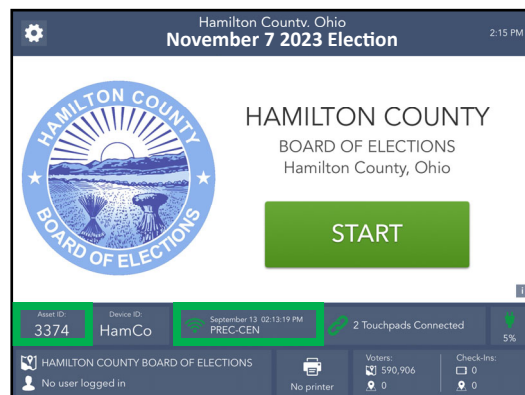 Hamilton County, Ohio
November 7 2023 Election
2:15 PM
HAMILTON COUNTY
BOARD OF ELECTIONS
HAMILTON COUNTY
BOARD OF ELECTIONS
Hamilton County, Ohio
START
i
Asset ID:
3374
Device ID:
HamCo
September 13 02:13:19 PM
PREC-CEN
2 Touchpads Connected
5%
HAMILTON COUNTY BOARD OF ELECTIONS
No user logged in
No printer
Voters:
590,906
0
Check-Ins:
0
0